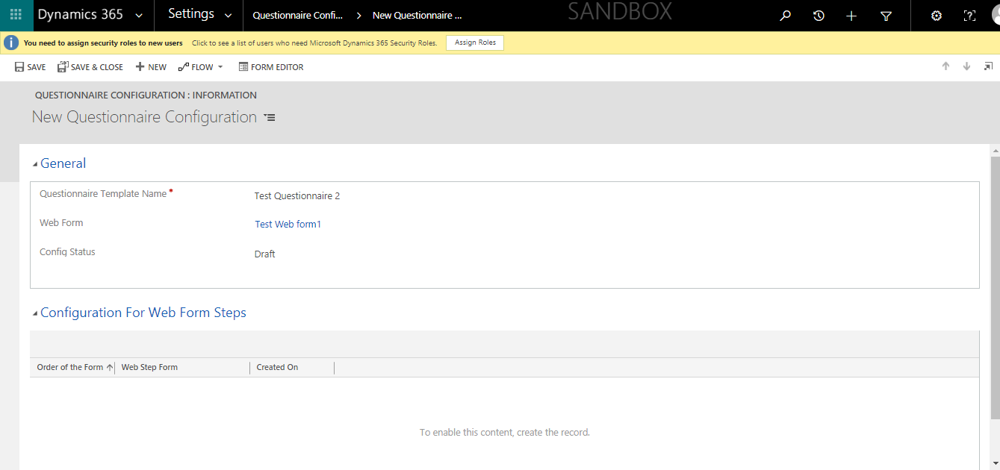 Dynamics 365 Settings Questionnaire Confi... New Questionnaire ... SANDBOX
You need to assign security roles to new users Click to see a list of users who need Microsoft Dynamics 365 Security Roles. Assign Roles
SAVE SAVE & CLOSE NEW FLOW FORM EDITOR
QUESTIONNAIRE CONFIGURATION : INFORMATION
New Questionnaire Configuration
General
Questionnaire Template Name * Test Questionnaire 2
Web Form Test Web form1
Config Status Draft
Configuration For Web Form Steps
Order of the Form Web Step Form Created On
To enable this content, create the record.